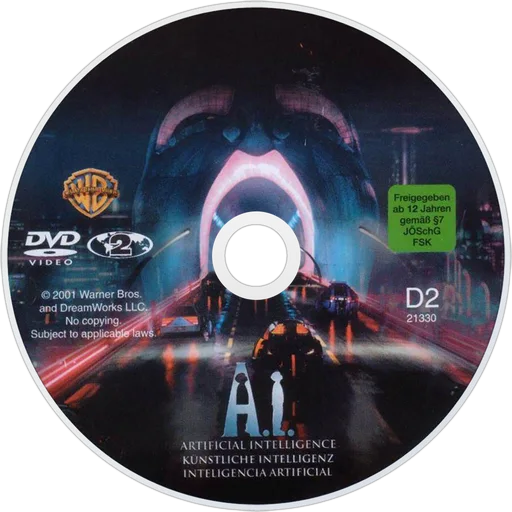 WB
DVD
VIDEO
2
Freigegeben
ab 12 Jahren
gemäß §7
JÖSchG
FSK
© 2001 Warner Bros.
and DreamWorks LLC.
No copying.
Subject to applicable laws.
D2
21330
A.I.
ARTIFICIAL INTELLIGENCE
KÜNSTLICHE INTELLIGENZ
INTELIGENCIA ARTIFICIAL